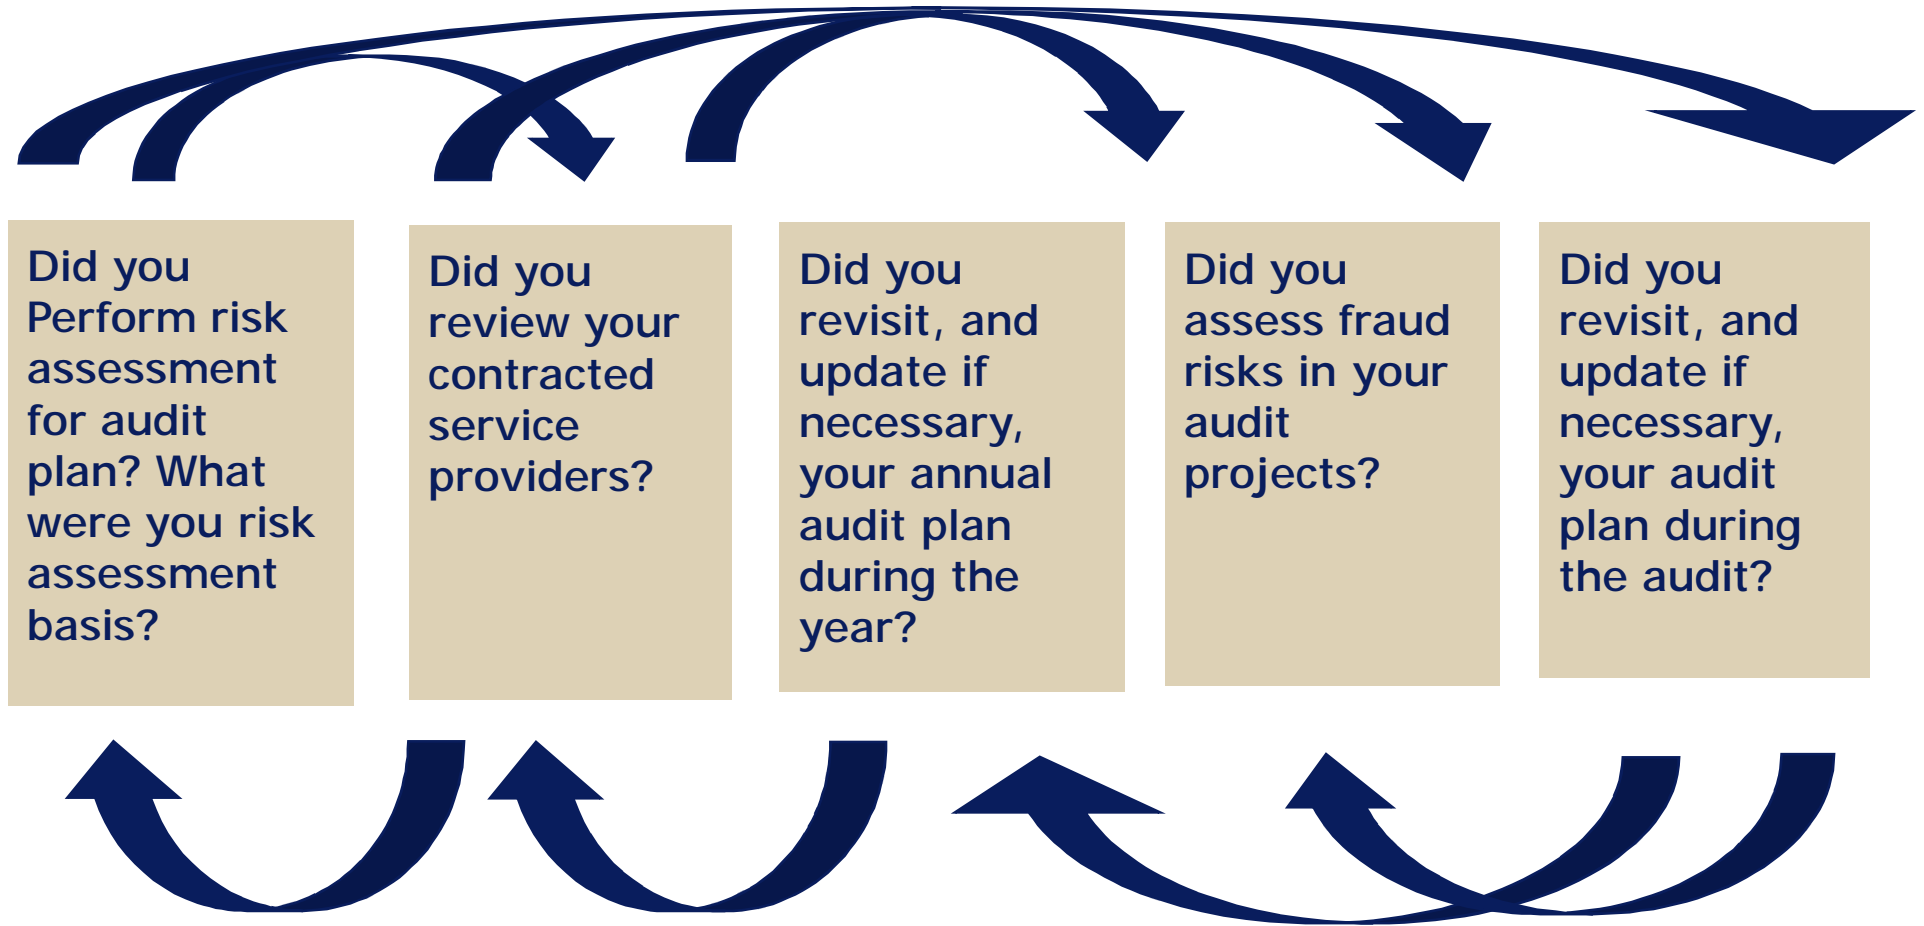 Did you
Perform risk
assessment
for audit
plan? What
were you risk
assessment
basis?
Did you
review your
contracted
service
providers?
Did you
revisit, and
update if
necessary,
your annual
audit plan
during the
year?
Did you
assess fraud
risks in your
audit
projects?
Did you
revisit, and
update if
necessary,
your audit
plan during
the audit?